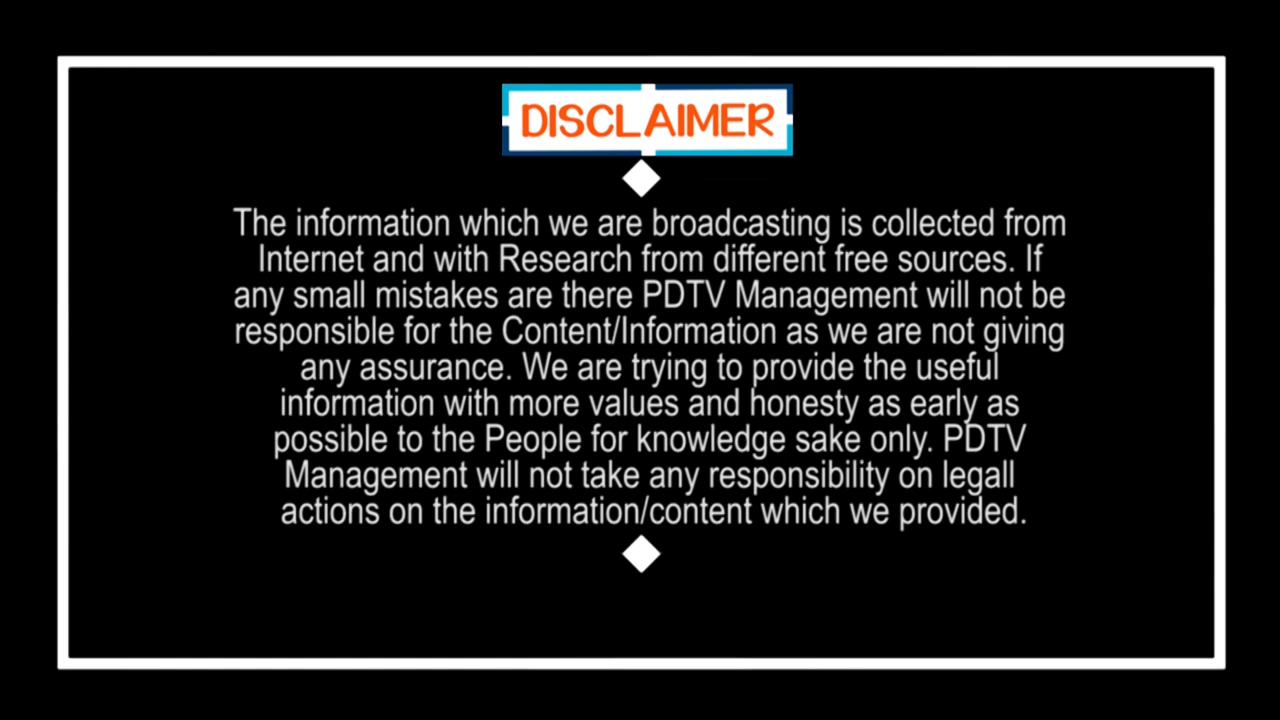 DISCLAIMER
The information which we are broadcasting is collected from
Internet and with Research from different free sources. If
any small mistakes are there PDTV Management will not be
responsible for the Content/Information as we are not giving
any assurance. We are trying to provide the useful
information with more values and honesty as early as
possible to the People for knowledge sake only. PDTV
Management will not take any responsibility on legall
actions on the information/content which we provided.